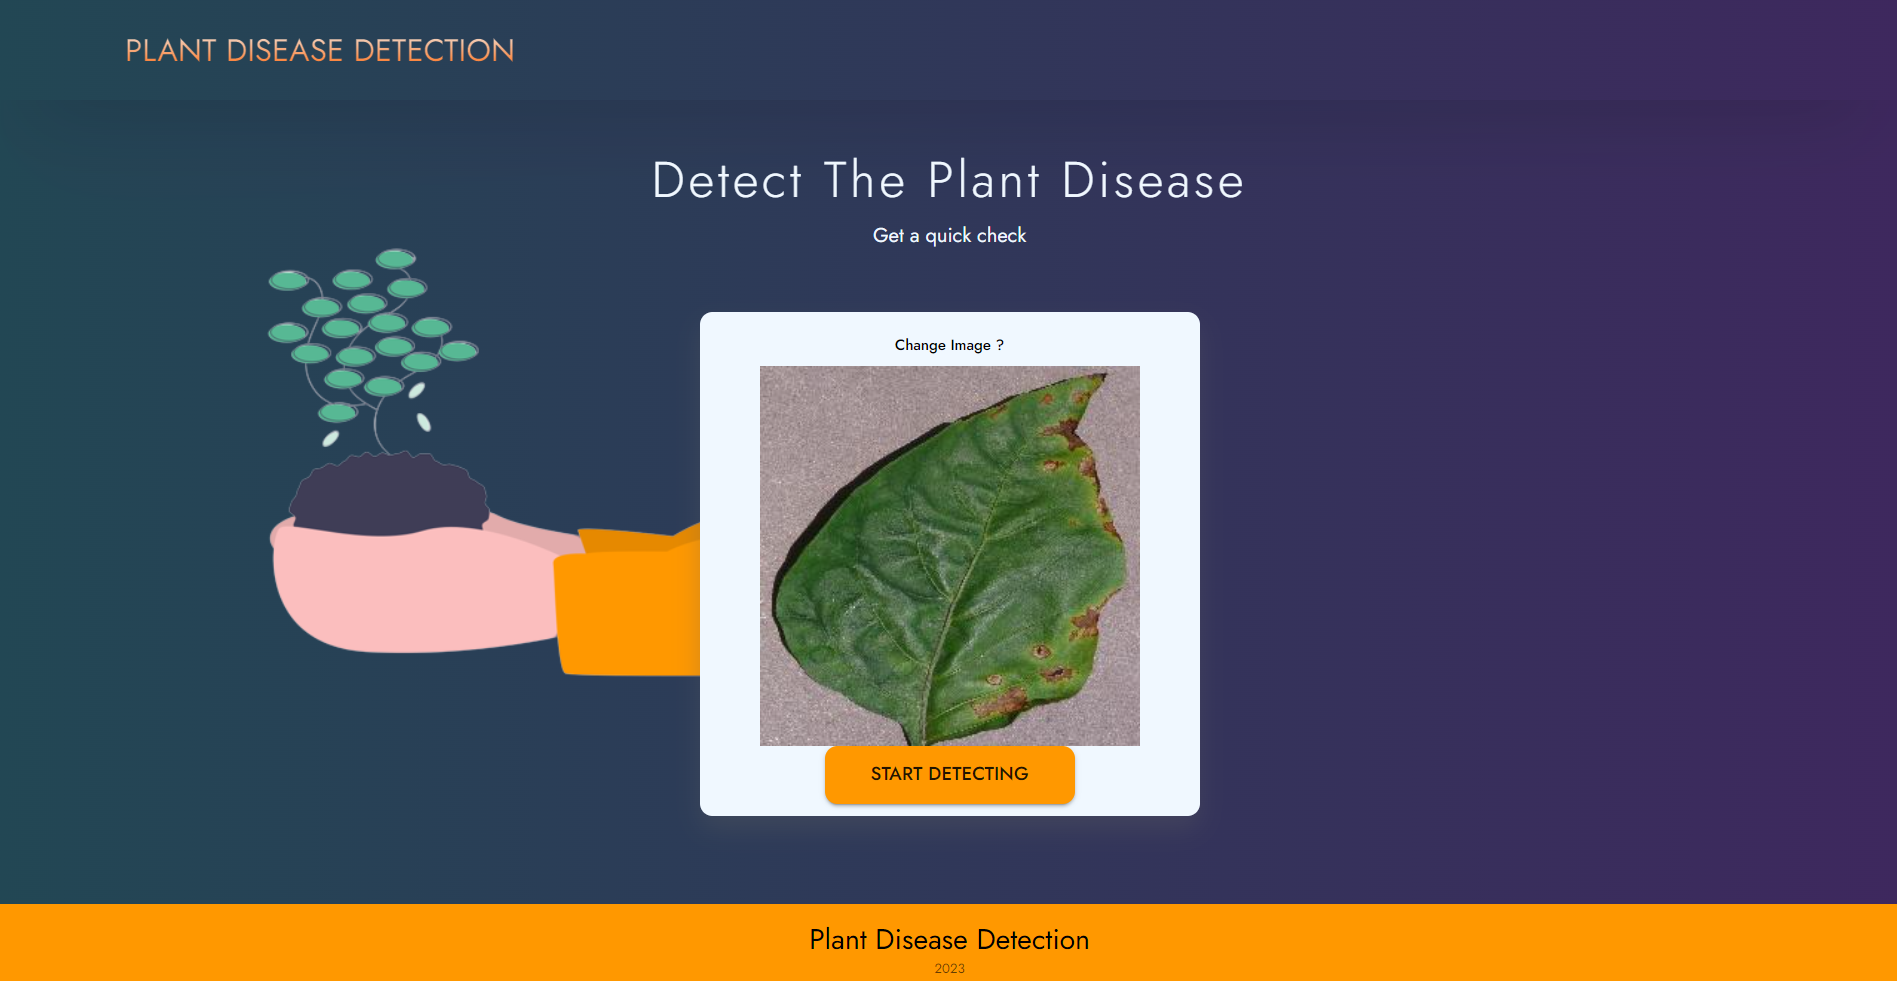 PLANT DISEASE DETECTION
Detect The Plant Disease
Get a quick check
Change Image ?
START DETECTING
Plant Disease Detection
2023